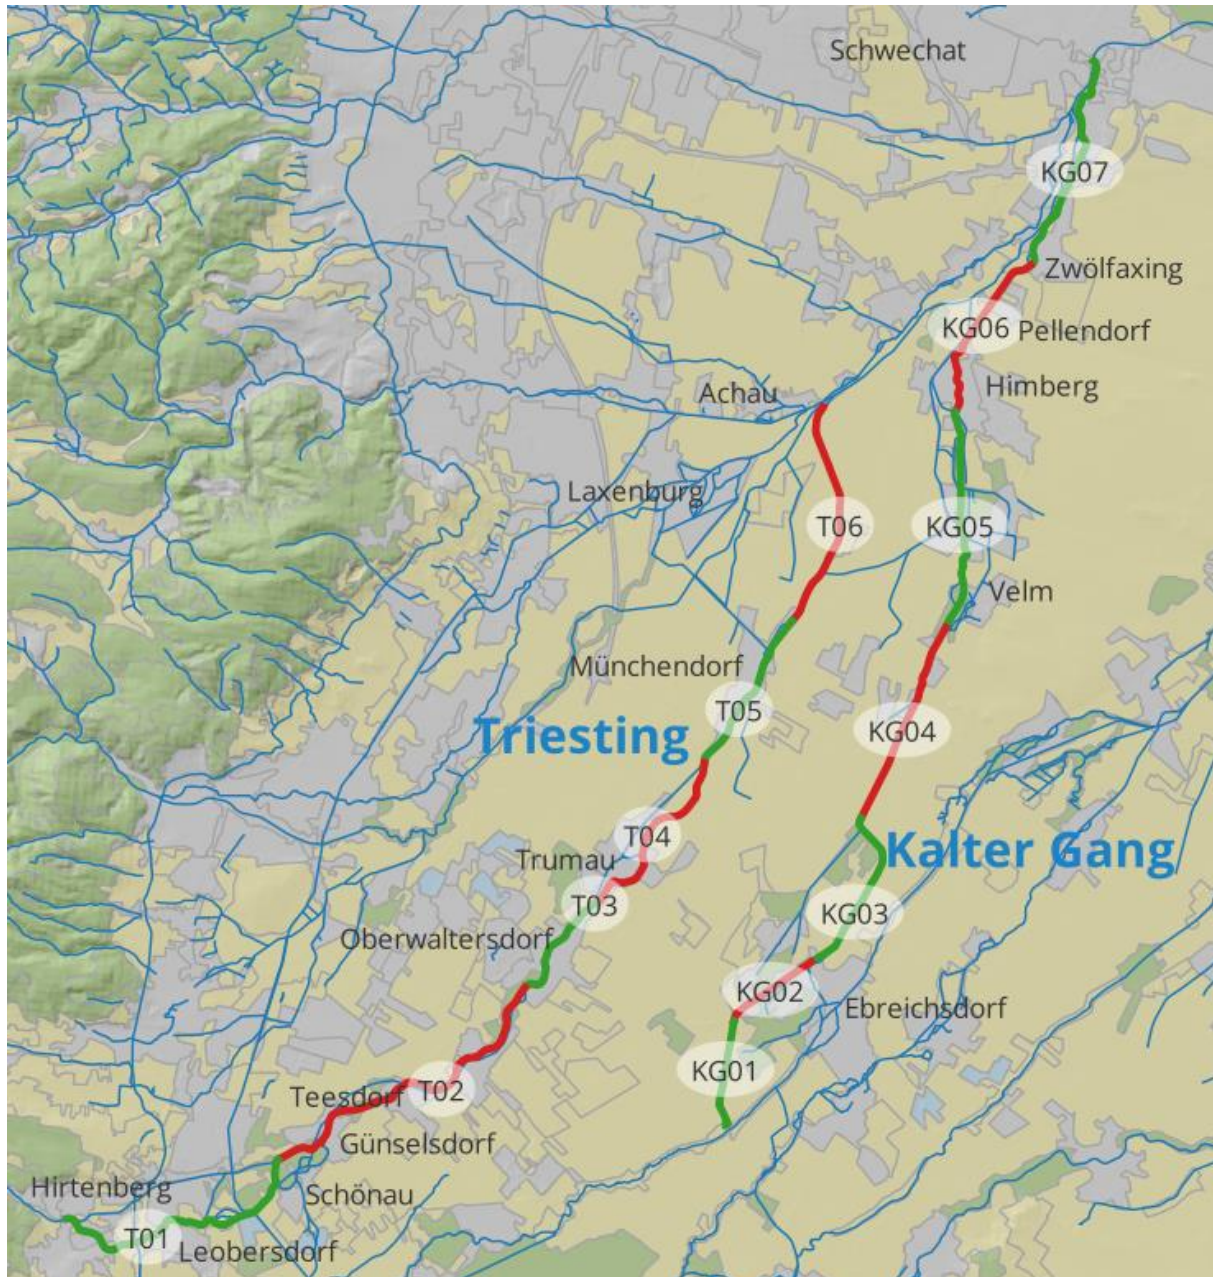 Schwechat
KG07
Zwölfaxing
KG06
Pellendorf
Himberg
Achau
Laxenburg
T06
KG05
Velm
Münchendorf
T05
Triesting
KG04
T04
Kalter Gang
Trumau
T03
KG03
Oberwaltersdorf
KG02
Ebreichsdorf
KG01
Teesdorf
T02
Günselsdorf
Hirtenberg
Schönau
T01
Leobersdorf